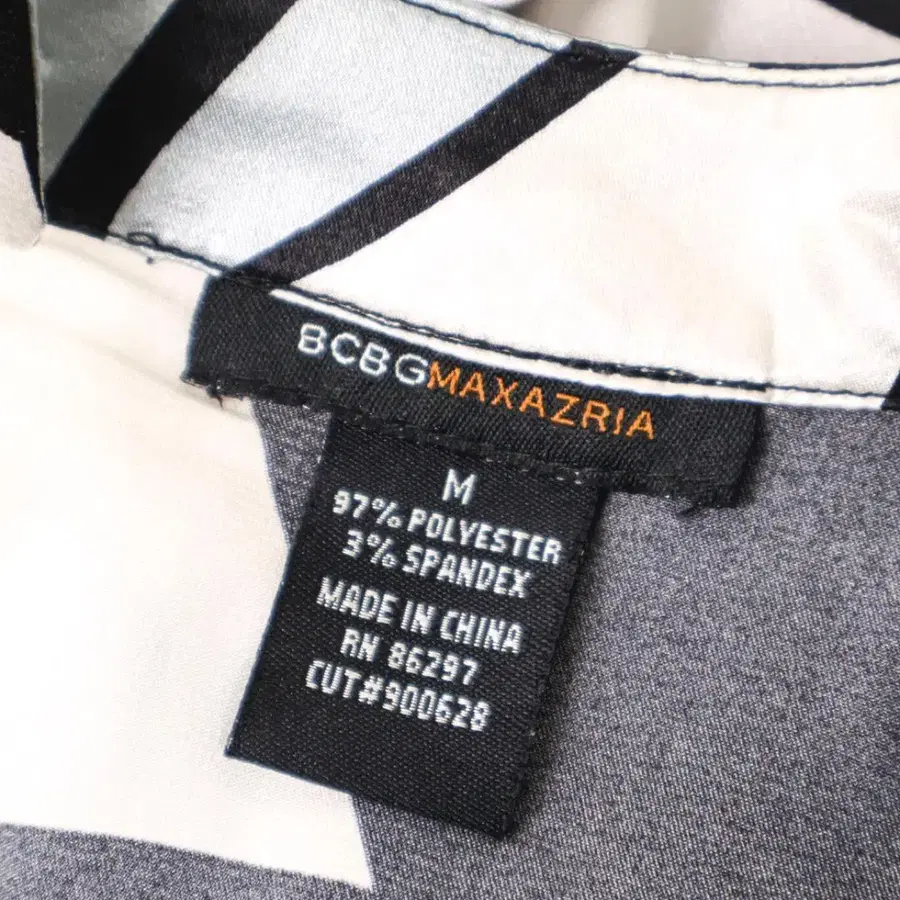 BCBGMAXAZRIA
M
97% POLYESTER
3% SPANDEX
MADE IN CHINA
RN 86297
CUT#900628